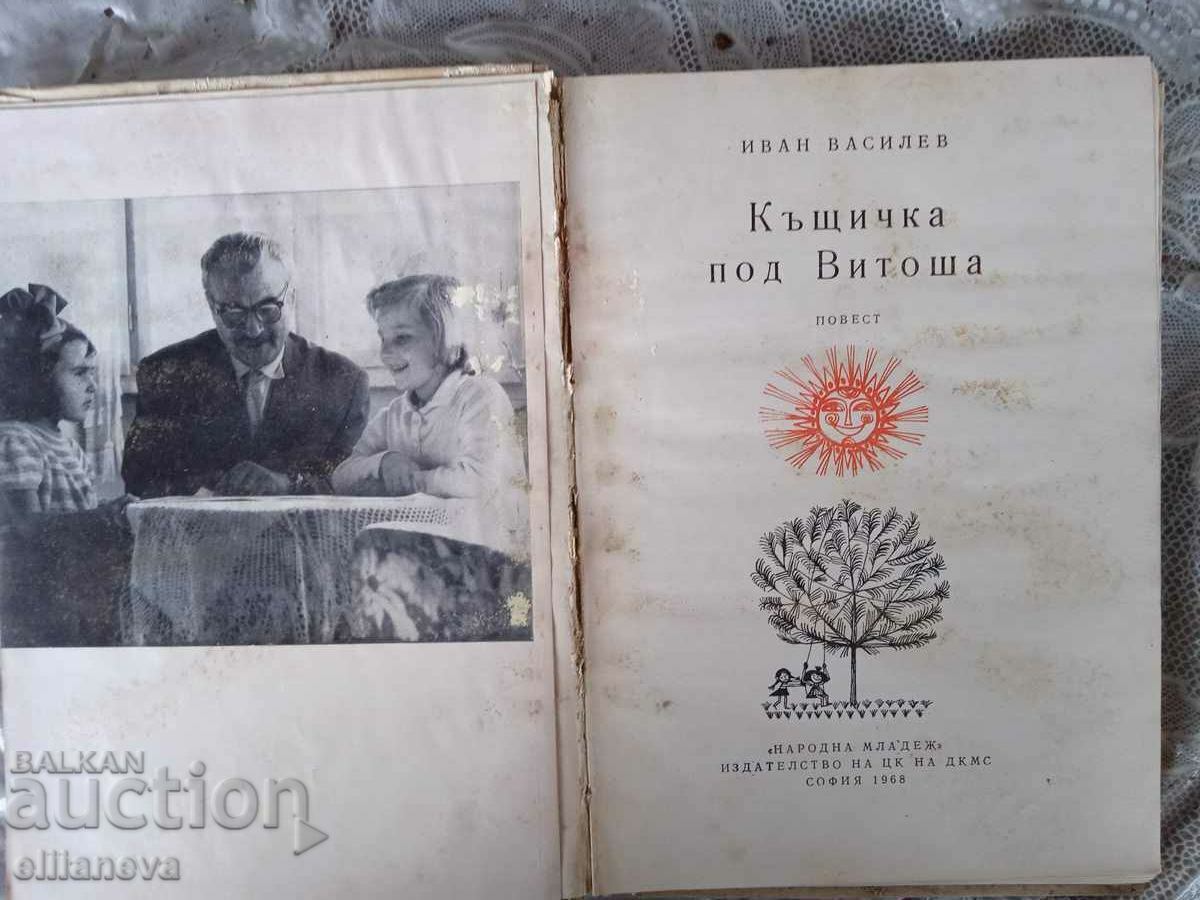 ИВАН ВАСИЛЕВ
Къщичка
под Витоша
ПОВЕСТ
«НАРОДНА МЛАДЕЖ»
ИЗДАТЕЛСТВО НА ЦК НА ДКМС
СОФИЯ 1968
BALKAN
auction
ellianeva